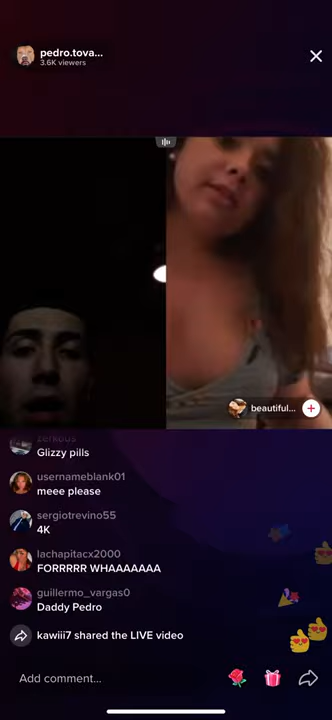 pedro.tova...
3.6K viewers
beautiful...
zerkous
Glizzy pills
usernameblank01
meee please
sergiotrevino55
4K
lachapitacx2000
FORRRRR WHAAAAAAA
guillermo_vargas0
Daddy Pedro
kawiii7 shared the LIVE video
Add comment...